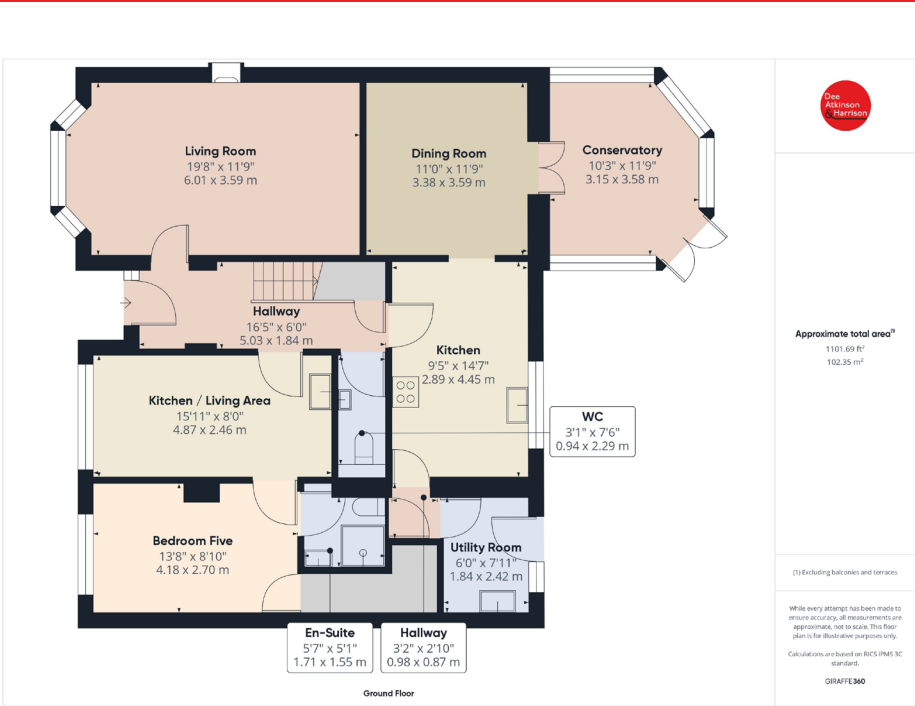 Living Room
19'8" x 11'9"
6.01 x 3.59 m
Dining Room
11'0" x 11'9"
3.38 x 3.59 m
Conservatory
10'3" x 11'9"
3.15 x 3.58 m
Hallway
16'5" x 6'0"
5.03 x 1.84 m
Kitchen
9'5" x 14'7"
2.89 x 4.45 m
Kitchen / Living Area
15'11" x 8'0"
4.87 x 2.46 m
WC
3'1" x 7'6"
0.94 x 2.29 m
Bedroom Five
13'8" x 8'10"
4.18 x 2.70 m
Utility Room
6'0" x 7'11"
1.84 x 2.42 m
En-Suite
5'7" x 5'1"
1.71 x 1.55 m
Hallway
3'2" x 2'10"
0.98 x 0.87 m
Ground Floor
Dee
Atkinson
& Harrison
Approximate total area(1)
1101.69 ft²
102.35 m²
(1) Excluding balconies and terraces
While every attempt has been made to
ensure accuracy, all measurements are
approximate, not to scale. This floor
plan is for illustrative purposes only.
Calculations are based on RICS IPMS 3C
standard.
GIRAFFE360